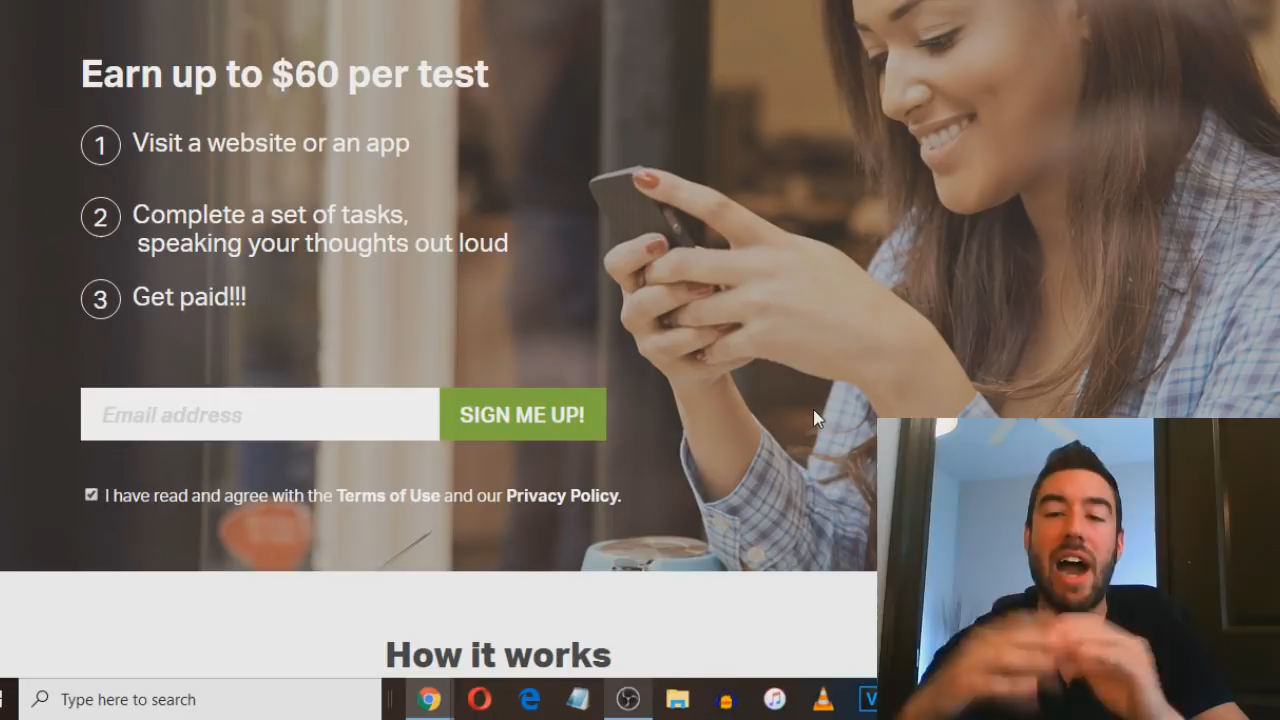 Earn up to $60 per test
1 Visit a website or an app
2 Complete a set of tasks,
speaking your thoughts out loud
3 Get paid!!!
Email address
SIGN ME UP!
I have read and agree with the Terms of Use and our Privacy Policy.
How it works
Type here to search